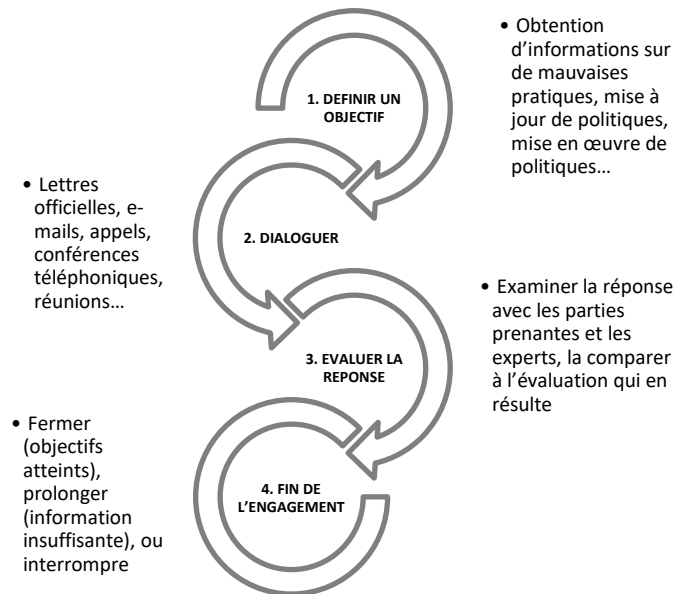 • Obtention
d’informations sur
de mauvaises
pratiques, mise à
jour de politiques,
mise en œuvre de
politiques…
1. DEFINIR UN
OBJECTIF
• Lettres
officielles, e-
mails, appels,
conférences
téléphoniques,
réunions…
2. DIALOGUER
• Examiner la réponse
avec les parties
prenantes et les
experts, la comparer
à l’évaluation qui en
résulte
3. EVALUER LA
REPONSE
• Fermer
(objectifs
atteints),
prolonger
(information
insuffisante), ou
interrompre
4. FIN DE
L’ENGAGEMENT